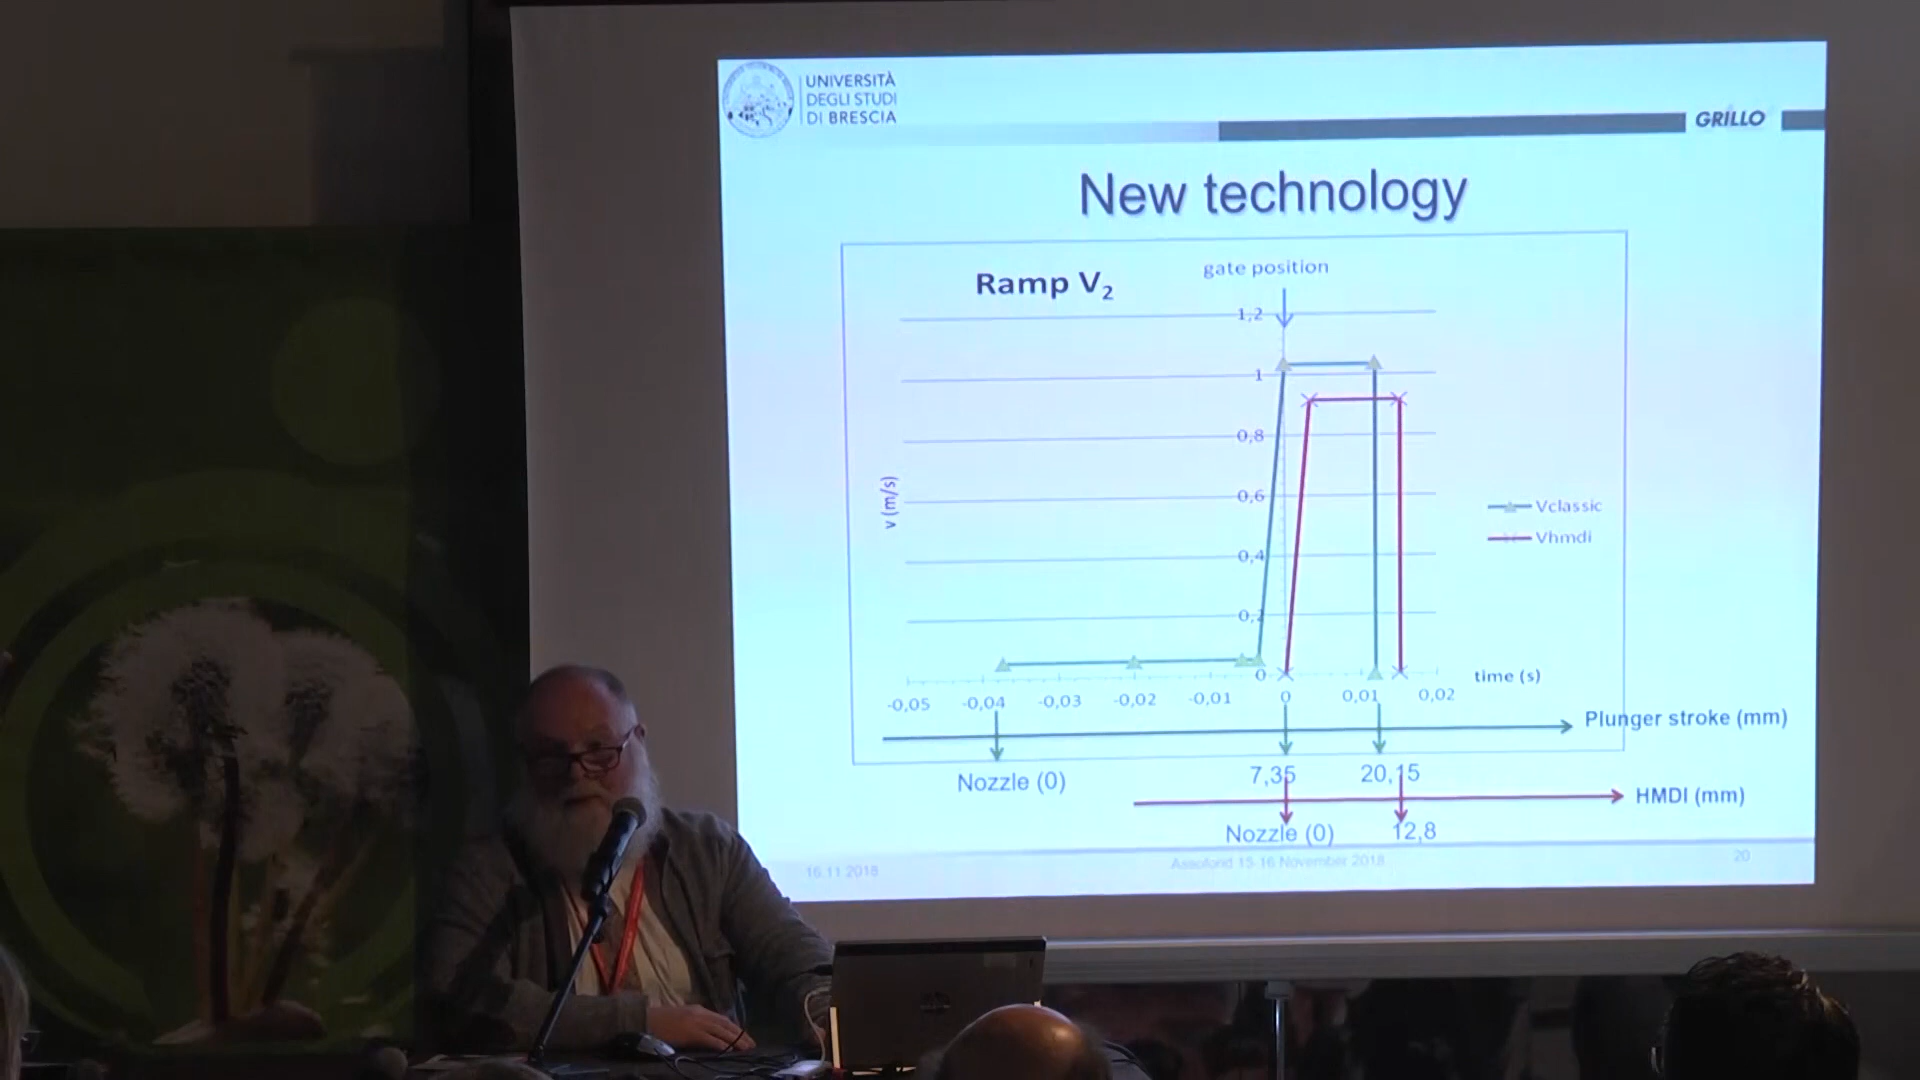 UNIVERSITÀ
DEGLI STUDI
DI BRESCIA
GRILLO
New technology
Ramp V₂
gate position
1,2
1
0,8
0,6
0,4
0,2
0
v (m/s)
Vclassic
Vhmdi
time (s)
-0,05 -0,04 -0,03 -0,02 -0,01 0 0,01 0,02
Plunger stroke (mm)
Nozzle (0) 7,35 20,15
HMDI (mm)
Nozzle (0) 12,8
16.11 2018 Assofond 15-16 November 2018 20